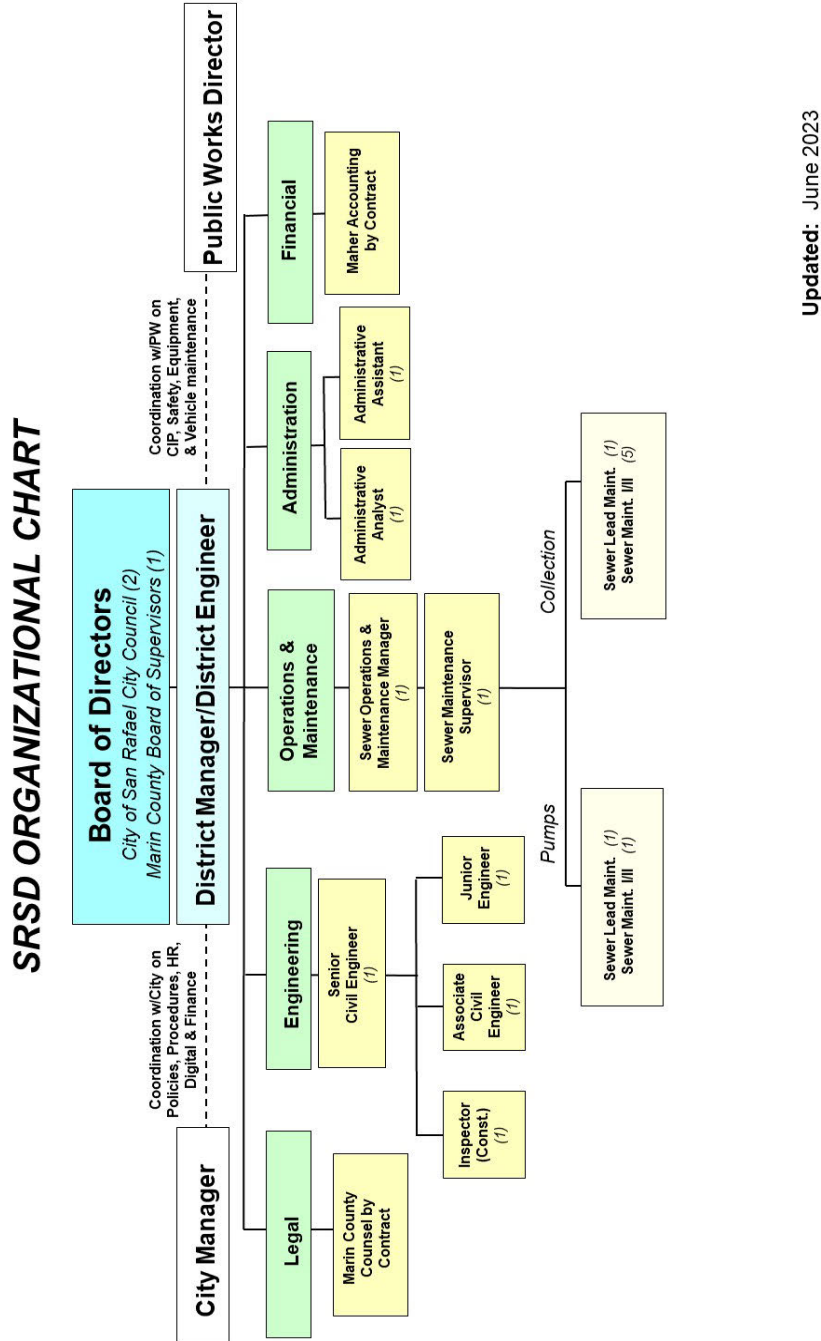 SRSD ORGANIZATIONAL CHART
Board of Directors
City of San Rafael City Council (2)
Marin County Board of Supervisors (1)
City Manager
Coordination w/City on
Policies, Procedures, HR,
Digital & Finance
District Manager/District Engineer
Coordination w/PW on
CIP, Safety, Equipment,
& Vehicle maintenance
Public Works Director
Legal
Engineering
Operations &
Maintenance
Administration
Financial
Marin County
Counsel by
Contract
Senior
Civil Engineer
(1)
Sewer Operations &
Maintenance Manager
(1)
Administrative
Analyst
(1)
Administrative
Assistant
(1)
Maher Accounting
by Contract
Sewer Maintenance
Supervisor
(1)
Inspector
(Const.)
(1)
Associate
Civil
Engineer
(1)
Junior
Engineer
(1)
Pumps
Collection
Sewer Lead Maint. (1)
Sewer Maint. I/II (1)
Sewer Lead Maint. (1)
Sewer Maint. I/II (5)
Updated: June 2023